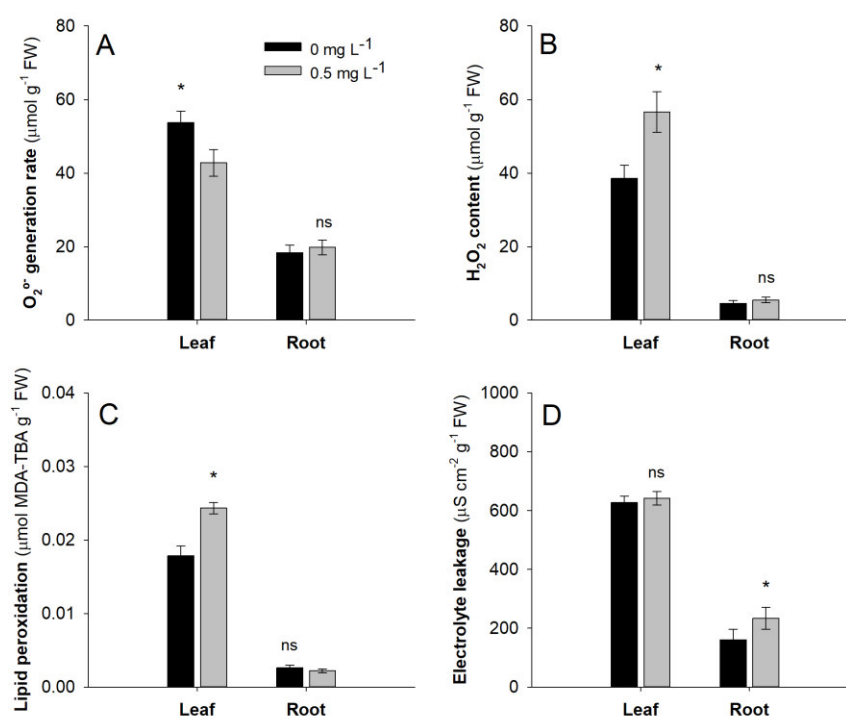 A
0 mg L⁻¹
0.5 mg L⁻¹
*
ns
O₂°⁻ generation rate (μmol g⁻¹ FW)
80
60
40
20
0
Leaf Root
B
*
ns
H₂O₂ content (μmol g⁻¹ FW)
80
60
40
20
0
Leaf Root
C
*
ns
Lipid peroxidation (μmol MDA-TBA g⁻¹ FW)
0.04
0.03
0.02
0.01
0.00
Leaf Root
D
ns
*
Electrolyte leakage (μS cm⁻² g⁻¹ FW)
1000
800
600
400
200
0
Leaf Root